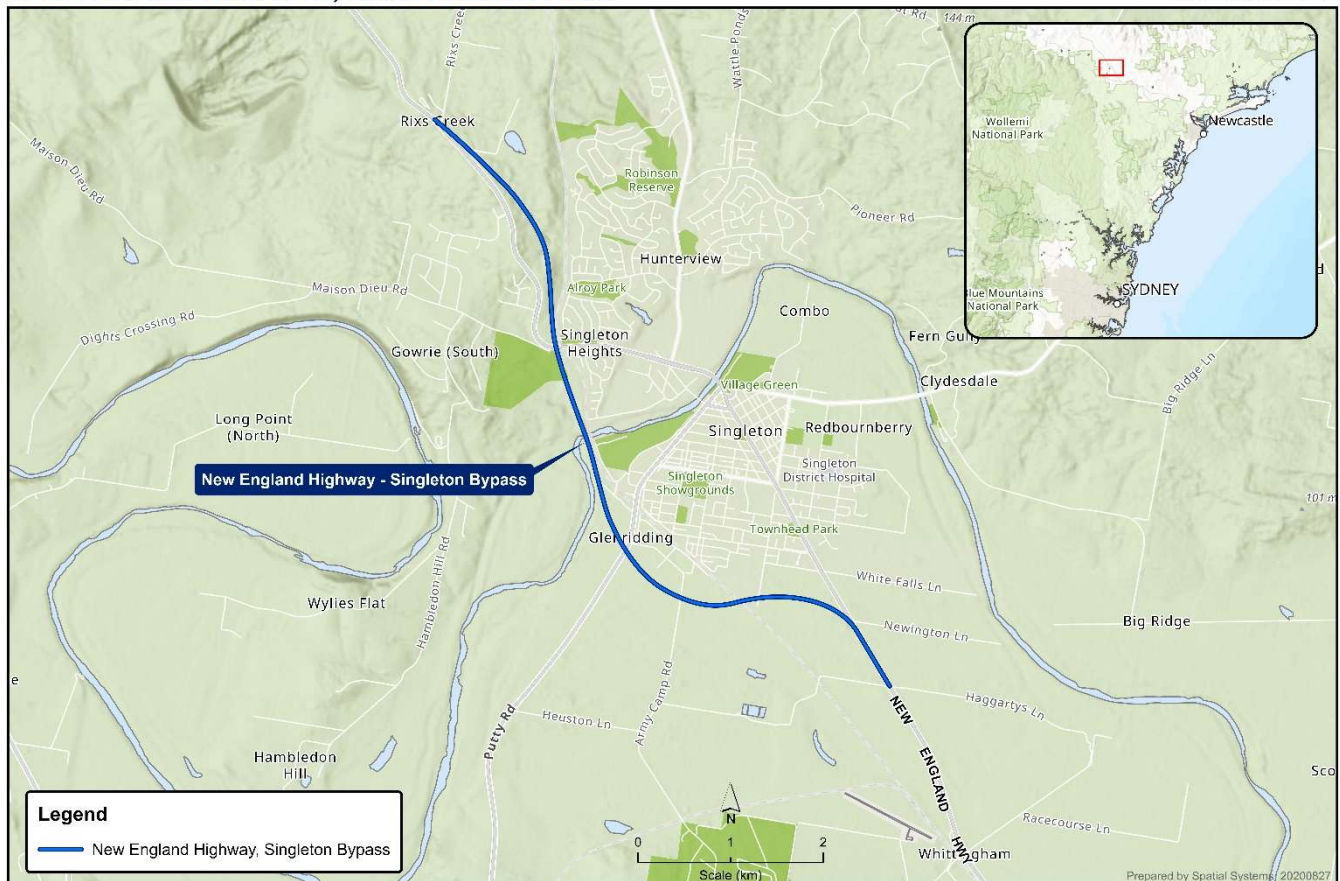 144 m
Rixs Creek
Wattle Ponds
Rixs Creek
Maison Dieu Rd
Robinson
Reserve
Pioneer Rd
Hunterview
Maison Dieu Rd
Alroy Park
Combo
Dights Crossing Rd
Gowrie (South)
Singleton
Heights
Fern Gully
Clydesdale
Village Green
Big Ridge Ln
Long Point
(North)
Singleton
Redbournberry
New England Highway - Singleton Bypass
Singleton
District Hospital
Singleton
Showgrounds
101 m
Townhead Park
Glenridding
White Falls Ln
Wylies Flat
Hambledon Hill Rd
Newington Ln
Big Ridge
Army Camp Rd
Haggartys Ln
Heuston Ln
Putty Rd
NEW ENGLAND HWY
Hambledon
Hill
Sco
Racecourse Ln
Whittingham
Wollemi
National Park
Newcastle
Blue Mountains
National Park
SYDNEY
Legend
New England Highway, Singleton Bypass
N
0 1 2
Scale (km)
Prepared by Spatial Systems: 20200827